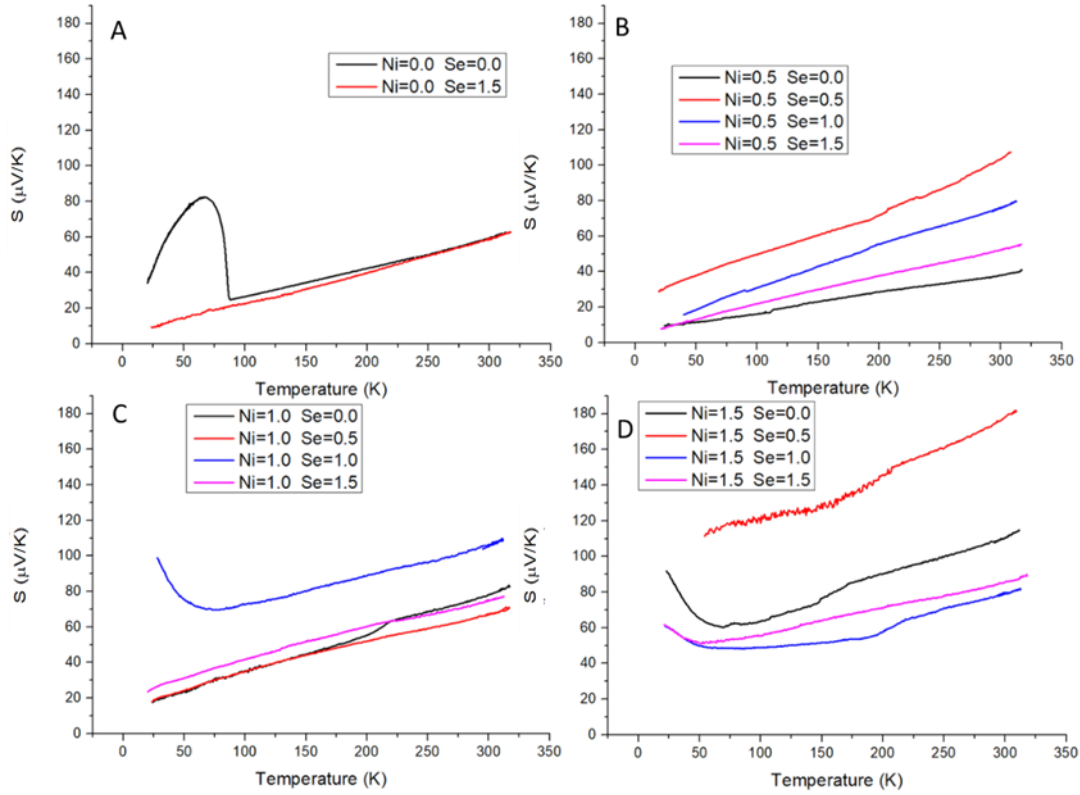 A
Ni=0.0 Se=0.0
Ni=0.0 Se=1.5
S (μV/K)
180
160
140
120
100
80
60
40
20
0
0 50 100 150 200 250 300 350
Temperature (K)
B
Ni=0.5 Se=0.0
Ni=0.5 Se=0.5
Ni=0.5 Se=1.0
Ni=0.5 Se=1.5
S (μV/K)
180
160
140
120
100
80
60
40
20
0
0 50 100 150 200 250 300 350
Temperature (K)
C
Ni=1.0 Se=0.0
Ni=1.0 Se=0.5
Ni=1.0 Se=1.0
Ni=1.0 Se=1.5
S (μV/K)
180
160
140
120
100
80
60
40
20
0
0 50 100 150 200 250 300 350
Temperature (K)
D
Ni=1.5 Se=0.0
Ni=1.5 Se=0.5
Ni=1.5 Se=1.0
Ni=1.5 Se=1.5
S (μV/K)
180
160
140
120
100
80
60
40
20
0
0 50 100 150 200 250 300 350
Temperature (K)